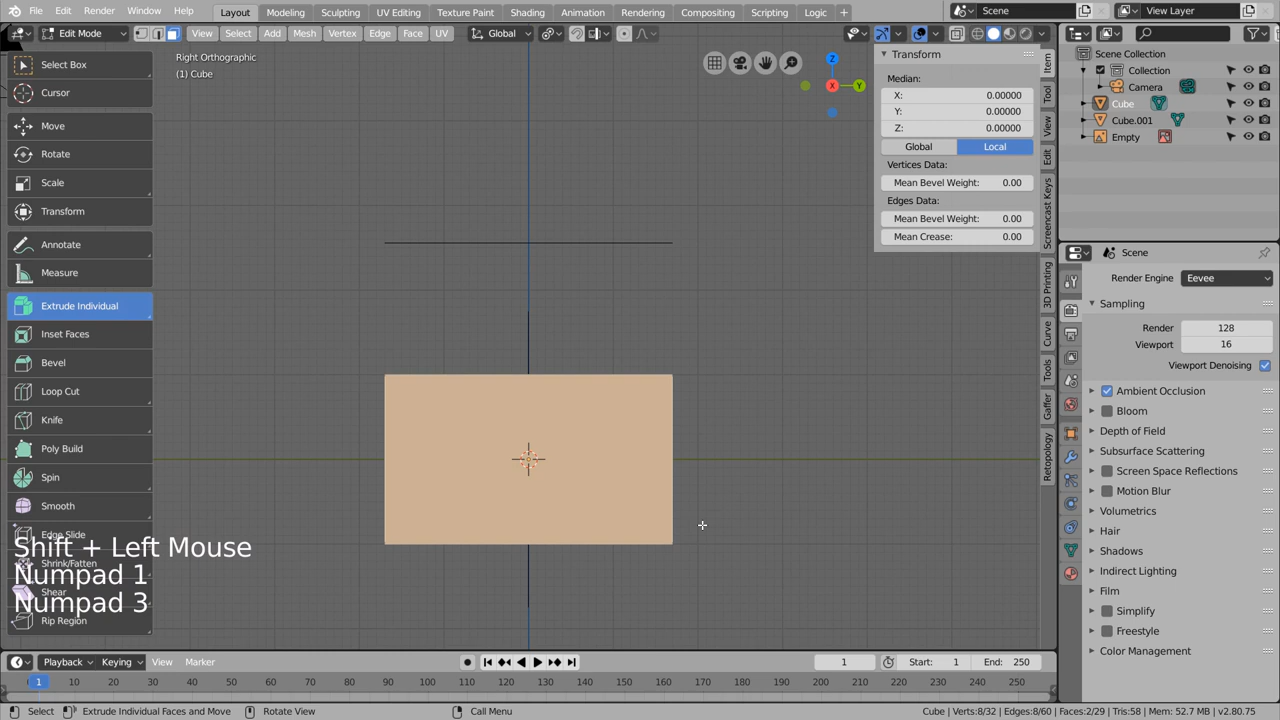 File Edit Render Window Help Layout Modeling Sculpting UV Editing Texture Paint Shading Animation Rendering Compositing Scripting Logic + Scene View Layer
Edit Mode View Select Add Mesh Vertex Edge Face UV Global
Right Orthographic
(1) Cube
Select Box
Cursor
Move
Rotate
Scale
Transform
Annotate
Measure
Extrude Individual
Inset Faces
Bevel
Loop Cut
Knife
Poly Build
Spin
Smooth
Edge Slide
Shrink/Fatten
Shear
Rip Region
Shift + Left Mouse
Numpad 1
Numpad 3
Z
X
Y
Transform
Median:
X: 0.00000
Y: 0.00000
Z: 0.00000
Global Local
Vertices Data:
Mean Bevel Weight: 0.00
Edges Data:
Mean Bevel Weight: 0.00
Mean Crease: 0.00
Item
Tool
View
Edit
Screencast Keys
3D Printing
Curve
Tools
Gaffer
Retopology
Scene Collection
Collection
Camera
Cube
Cube.001
Empty
Scene
Render Engine Eevee
Sampling
Render 128
Viewport 16
Viewport Denoising
Ambient Occlusion
Bloom
Depth of Field
Subsurface Scattering
Screen Space Reflections
Motion Blur
Volumetrics
Hair
Shadows
Indirect Lighting
Film
Simplify
Freestyle
Color Management
Playback Keying View Marker 1 Start: 1 End: 250
1 10 20 30 40 50 60 70 80 90 100 110 120 130 140 150 160 170 180 190 200 210 220 230 240 250
Select Extrude Individual Faces and Move Rotate View Call Menu Cube | Verts:8/32 | Edges:8/60 | Faces:2/29 | Tris:58 | Mem: 52.7 MB | v2.80.75